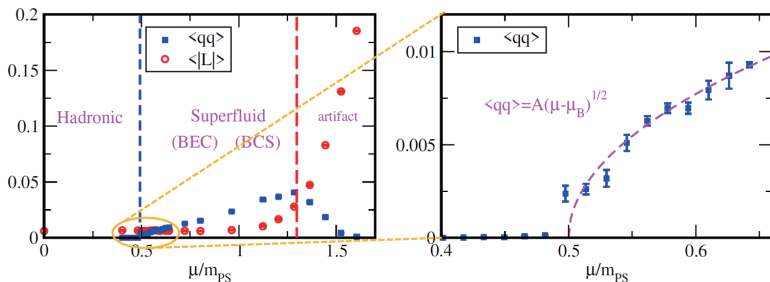 0.2
0.15
0.1
0.05
0
<qq>
<|L|>
Hadronic
Superfluid
artifact
(BEC) (BCS)
0 0.5 1 1.5
μ/m_PS
0.01
0.005
0
<qq>
<qq>=A(μ-μ_B)^{1/2}
0.4 0.5 0.6
μ/m_PS